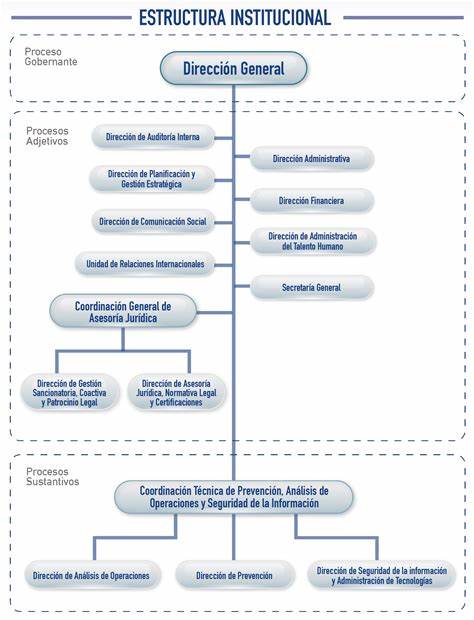 ESTRUCTURA INSTITUCIONAL
Proceso
Gobernante
Dirección General
Procesos
Adjetivos
Dirección de Auditoría Interna
Dirección Administrativa
Dirección de Planificación y
Gestión Estratégica
Dirección Financiera
Dirección de Comunicación Social
Dirección de Administración
del Talento Humano
Unidad de Relaciones Internacionales
Secretaría General
Coordinación General de
Asesoría Jurídica
Dirección de Gestión
Sancionatoria, Coactiva
y Patrocinio Legal
Dirección de Asesoría
Jurídica, Normativa Legal
y Certificaciones
Procesos
Sustantivos
Coordinación Técnica de Prevención, Análisis de
Operaciones y Seguridad de la Información
Dirección de Análisis de Operaciones
Dirección de Prevención
Dirección de Seguridad de la información
y Administración de Tecnologías